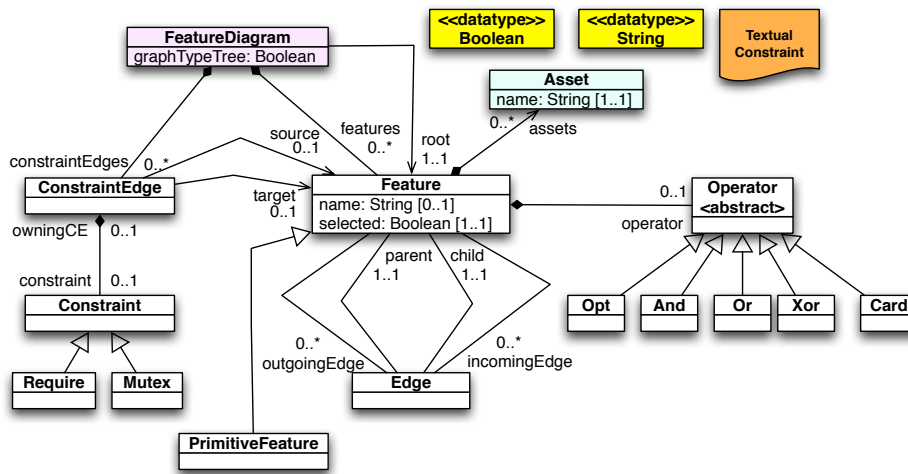 FeatureDiagram
graphTypeTree: Boolean
<<datatype>>
Boolean
<<datatype>>
String
Textual
Constraint
Asset
name: String [1..1]
0..*
assets
source
0..1
features
0..*
root
1..1
constraintEdges
0..*
ConstraintEdge
target
0..1
Feature
name: String [0..1]
selected: Boolean [1..1]
0..1
operator
Operator
<abstract>
owningCE
0..1
constraint
0..1
Constraint
parent
1..1
child
1..1
Opt
And
Or
Xor
Card
0..*
outgoingEdge
0..*
incomingEdge
Require
Mutex
Edge
PrimitiveFeature